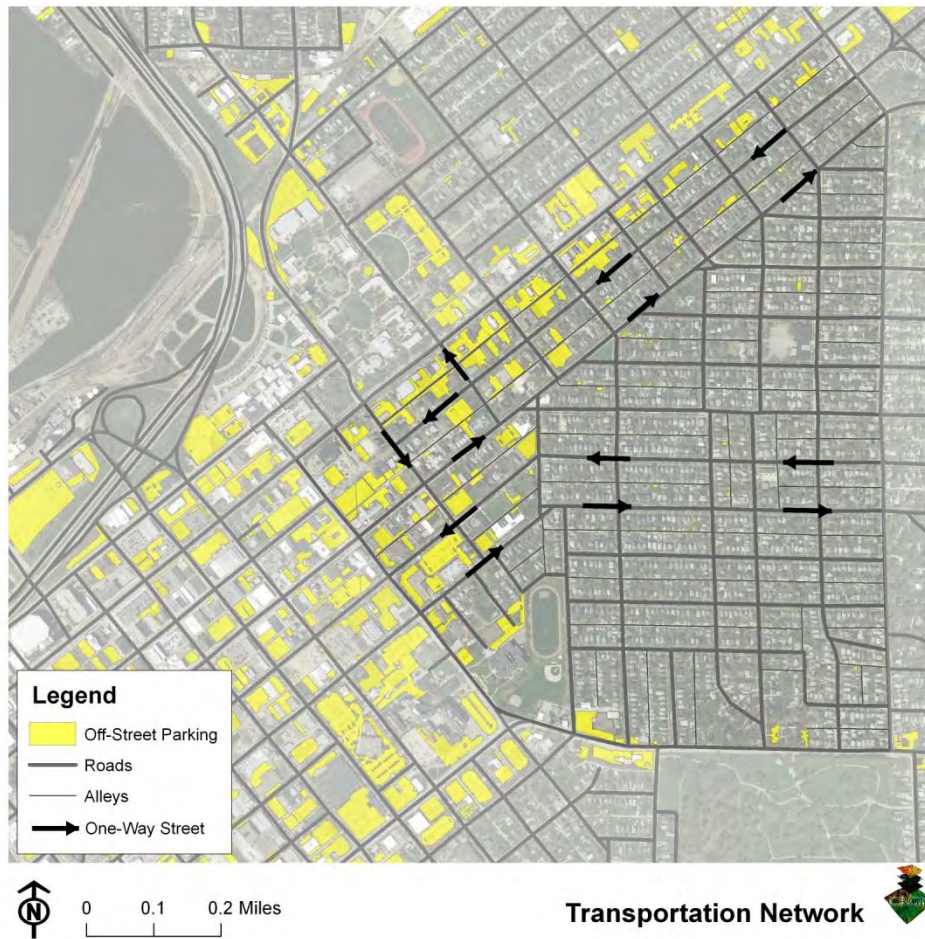 Legend
Off-Street Parking
Roads
Alleys
One-Way Street
N
0 0.1 0.2 Miles
Transportation Network